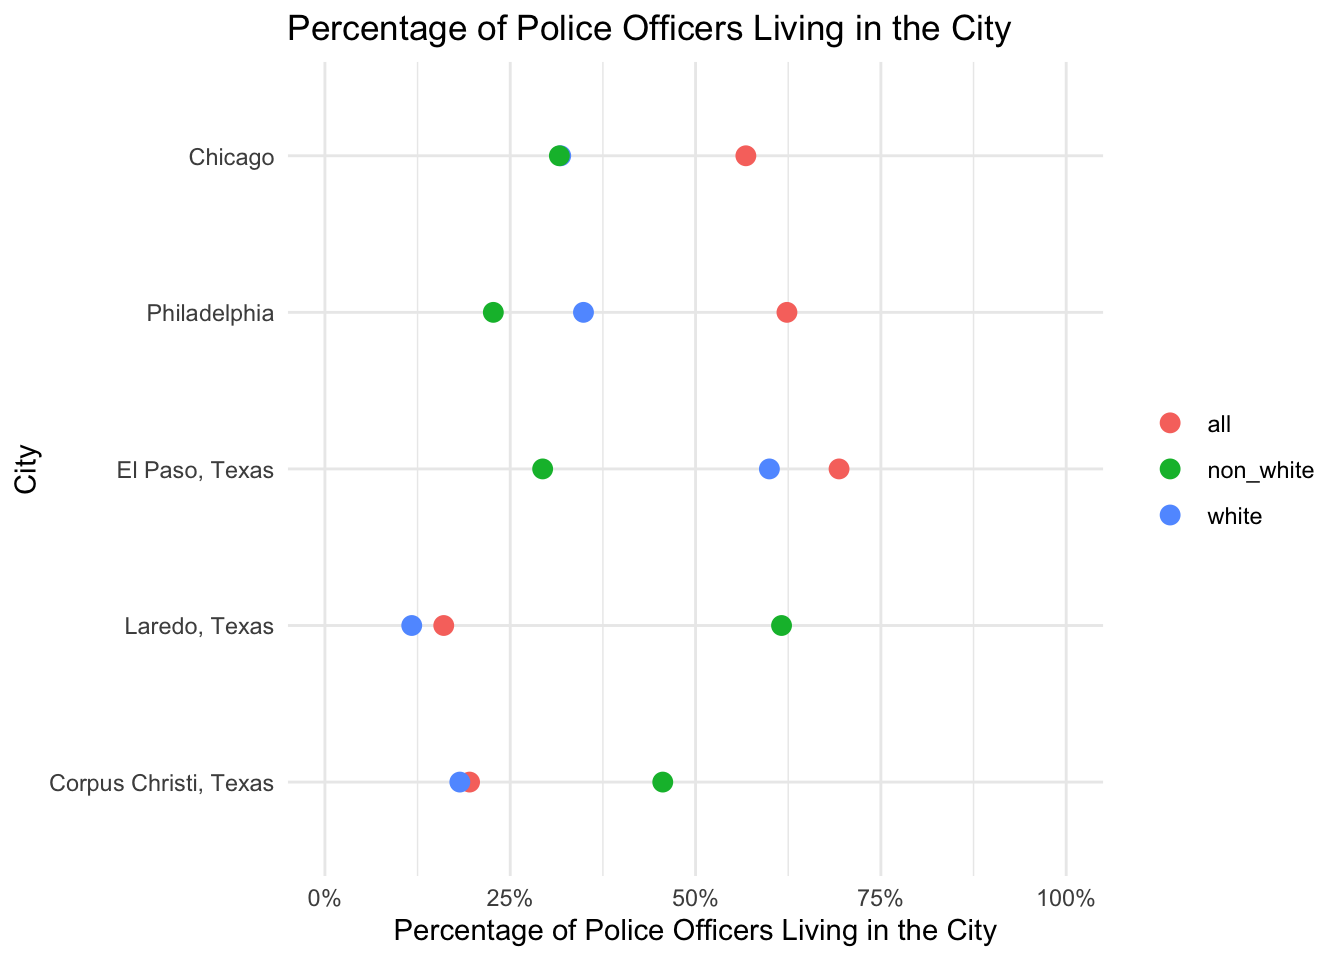 Percentage of Police Officers Living in the City
City
Chicago
Philadelphia
El Paso, Texas
Laredo, Texas
Corpus Christi, Texas
0%
25%
50%
75%
100%
Percentage of Police Officers Living in the City
all
non_white
white